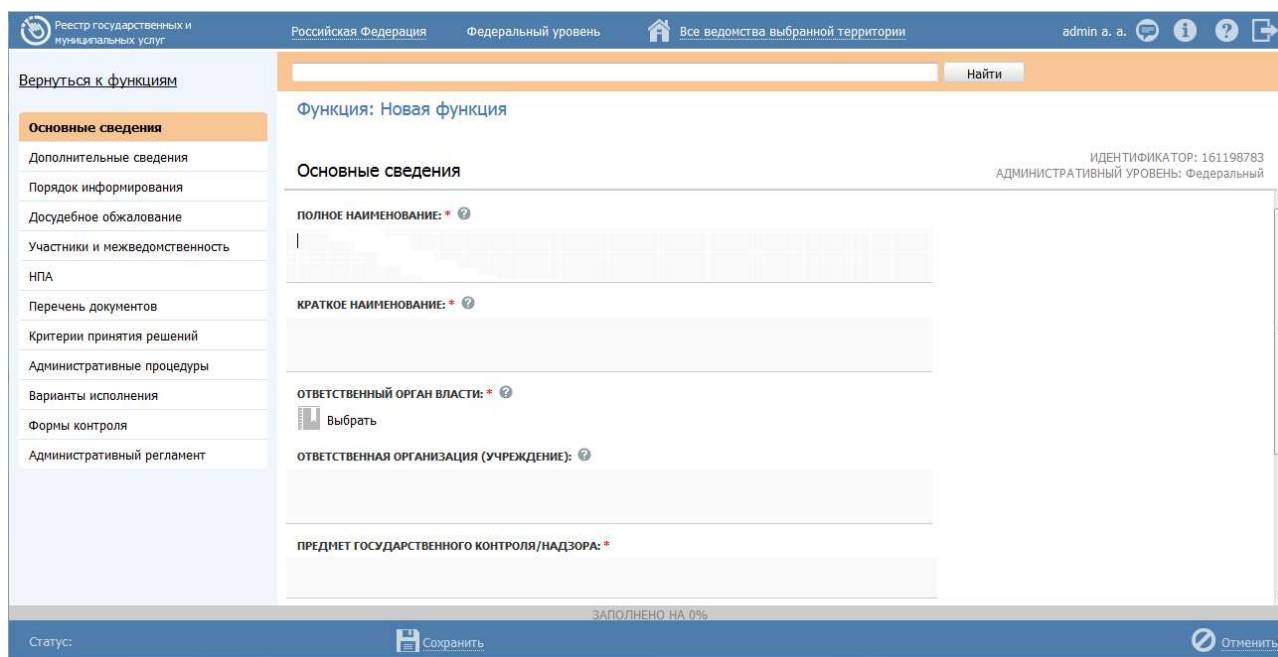 Реестр государственных и
муниципальных услуг
Российская Федерация
Федеральный уровень
Все ведомства выбранной территории
admin a. a.
Вернуться к функциям
Найти
Основные сведения
Дополнительные сведения
Порядок информирования
Досудебное обжалование
Участники и межведомственность
НПА
Перечень документов
Критерии принятия решений
Административные процедуры
Варианты исполнения
Формы контроля
Административный регламент
Функция: Новая функция
Основные сведения
ИДЕНТИФИКАТОР: 161198783
АДМИНИСТРАТИВНЫЙ УРОВЕНЬ: Федеральный
ПОЛНОЕ НАИМЕНОВАНИЕ: *
КРАТКОЕ НАИМЕНОВАНИЕ: *
ОТВЕТСТВЕННЫЙ ОРГАН ВЛАСТИ: *
Выбрать
ОТВЕТСТВЕННАЯ ОРГАНИЗАЦИЯ (УЧРЕЖДЕНИЕ):
ПРЕДМЕТ ГОСУДАРСТВЕННОГО КОНТРОЛЯ/НАДЗОРА: *
ЗАПОЛНЕНО НА 0%
Статус:
Сохранить
Отменить